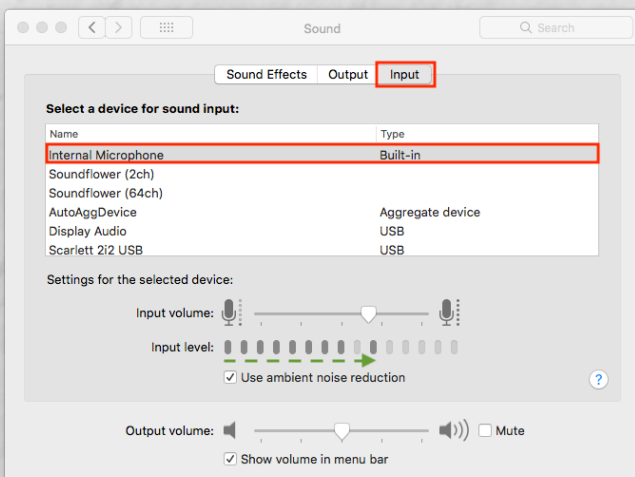 Sound
Search
Sound Effects Output Input
Select a device for sound input:
Name Type
Internal Microphone Built-in
Soundflower (2ch)
Soundflower (64ch)
AutoAggDevice Aggregate device
Display Audio USB
Scarlett 2i2 USB USB
Settings for the selected device:
Input volume:
Input level:
Use ambient noise reduction
?
Output volume: Mute
Show volume in menu bar